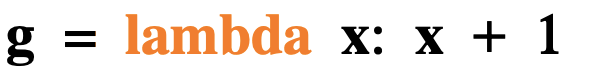 g = lambda x: x + 1